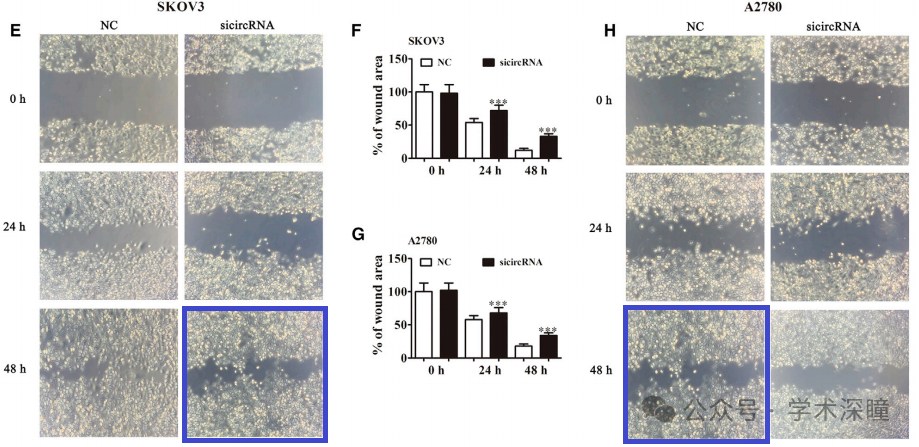 SKOV3
E
NC
sicircRNA
0 h
24 h
48 h
F
SKOV3
NC
sicircRNA
% of wound area
150
100
50
0
***
***
0 h
24 h
48 h
G
A2780
NC
sicircRNA
% of wound area
150
100
50
0
***
***
0 h
24 h
48 h
A2780
H
NC
sicircRNA
0 h
24 h
48 h
公众号 · 学术深瞳